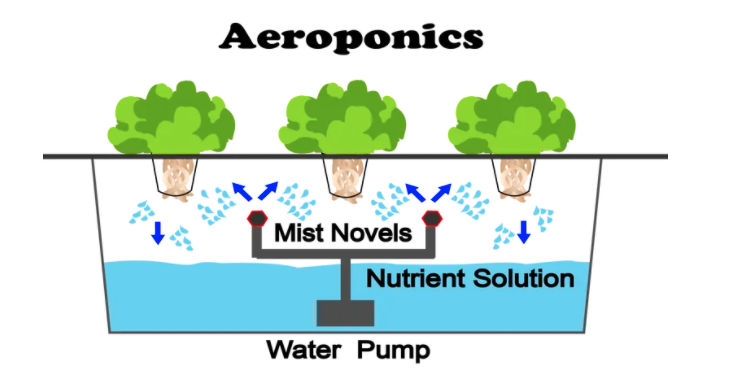 Aeroponics
Mist Novels
Nutrient Solution
Water Pump